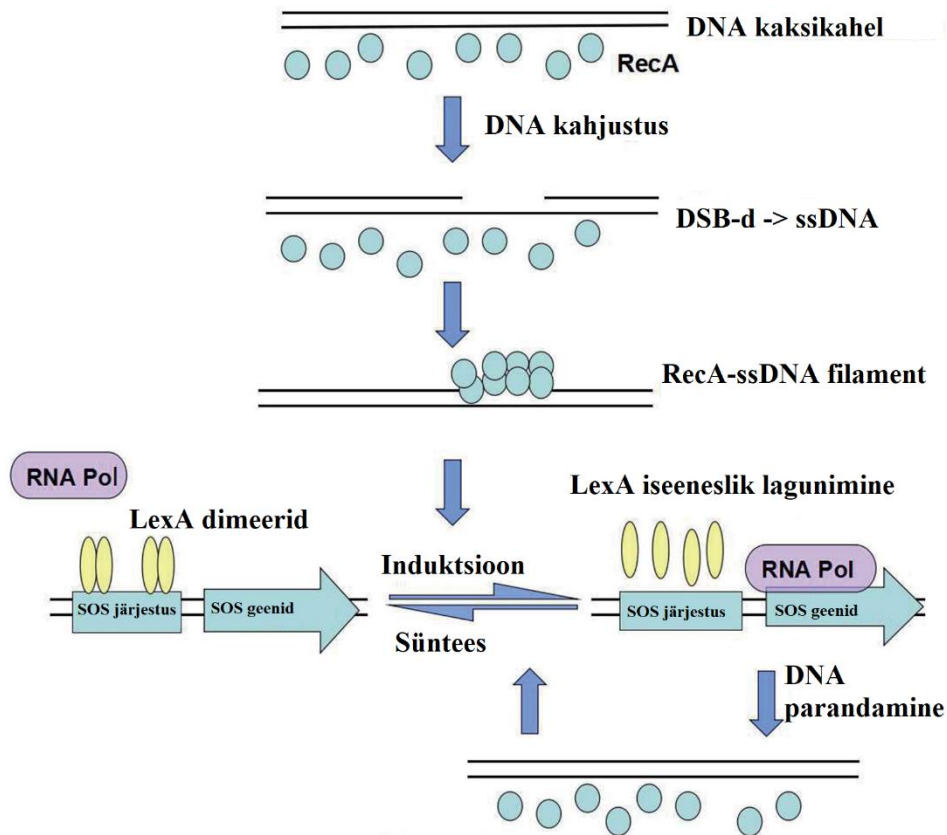 DNA kaksikahel
RecA
DNA kahjustus
DSB-d -> ssDNA
RecA-ssDNA filament
RNA Pol
LexA dimeerid
SOS järjestus
SOS geenid
Induktsioon
Süntees
LexA iseeneslik lagunimine
RNA Pol
SOS järjestus
SOS geenid
DNA
parandamine